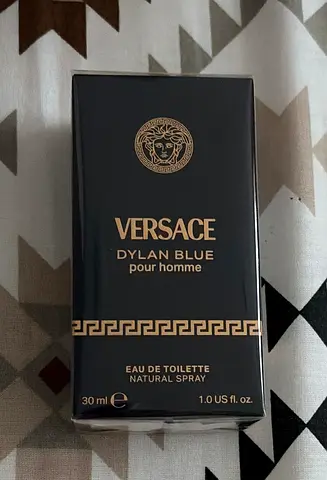 VERSACE
DYLAN BLUE
pour homme
EAU DE TOILETTE
NATURAL SPRAY
30 ml ℮ 1.0 US fl. oz.